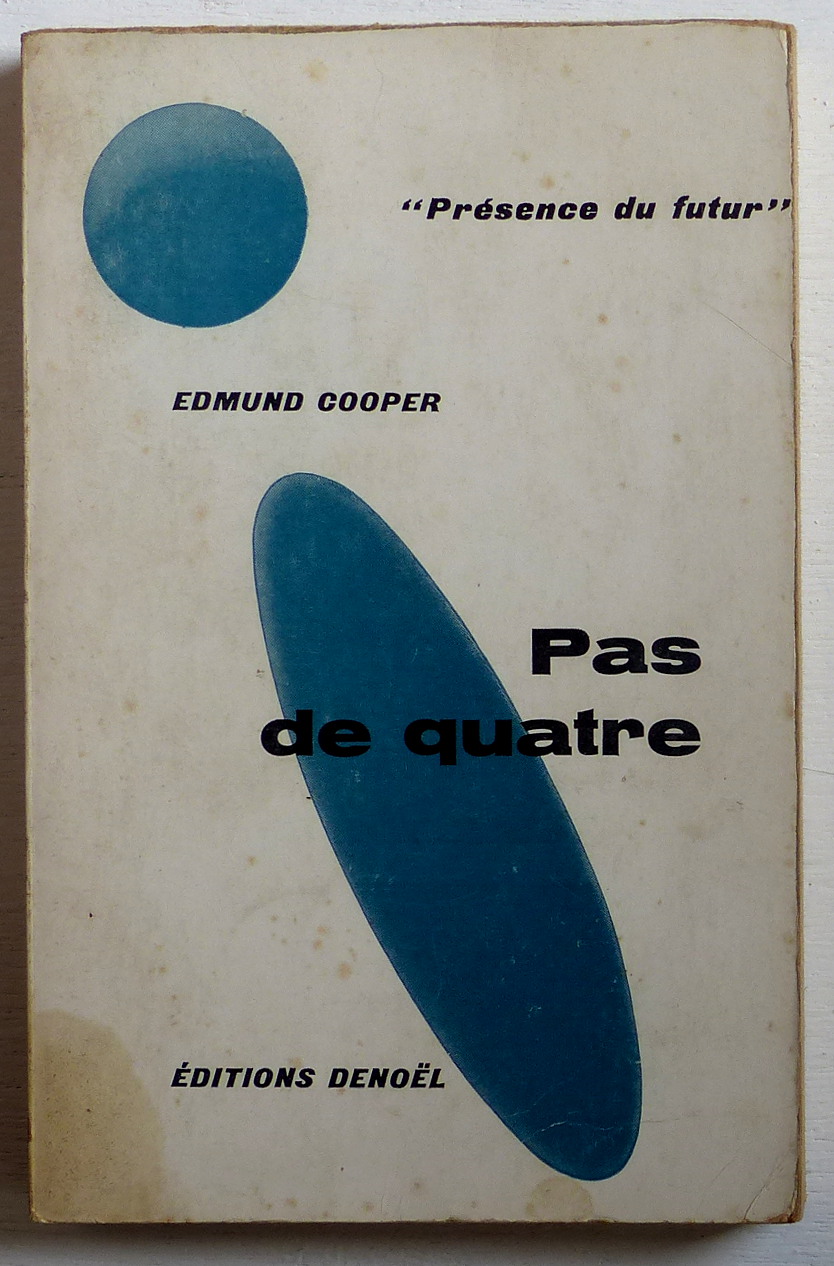 “Présence du futur”
EDMUND COOPER
Pas
de quatre
ÉDITIONS DENOËL